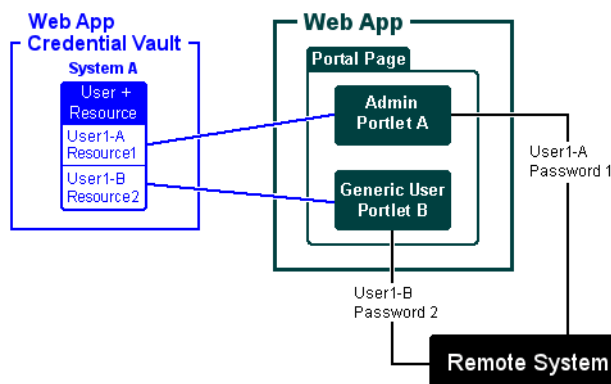 Web App
Credential Vault
System A
User +
Resource
User1-A
Resource1
User1-B
Resource2
Web App
Portal Page
Admin
Portlet A
Generic User
Portlet B
User1-A
Password 1
User1-B
Password 2
Remote System